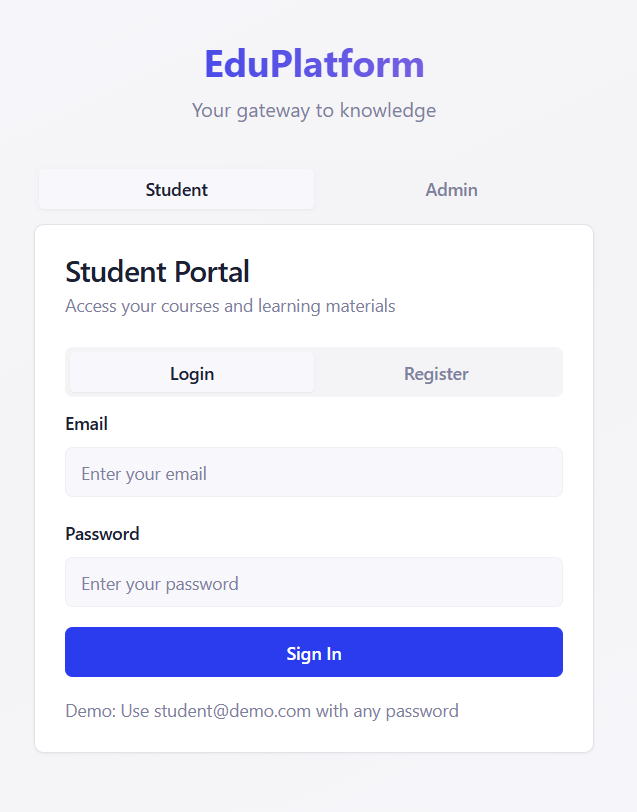 EduPlatform
Your gateway to knowledge
Student Admin
Student Portal
Access your courses and learning materials
Login Register
Email
Enter your email
Password
Enter your password
Sign In
Demo: Use student@demo.com with any password